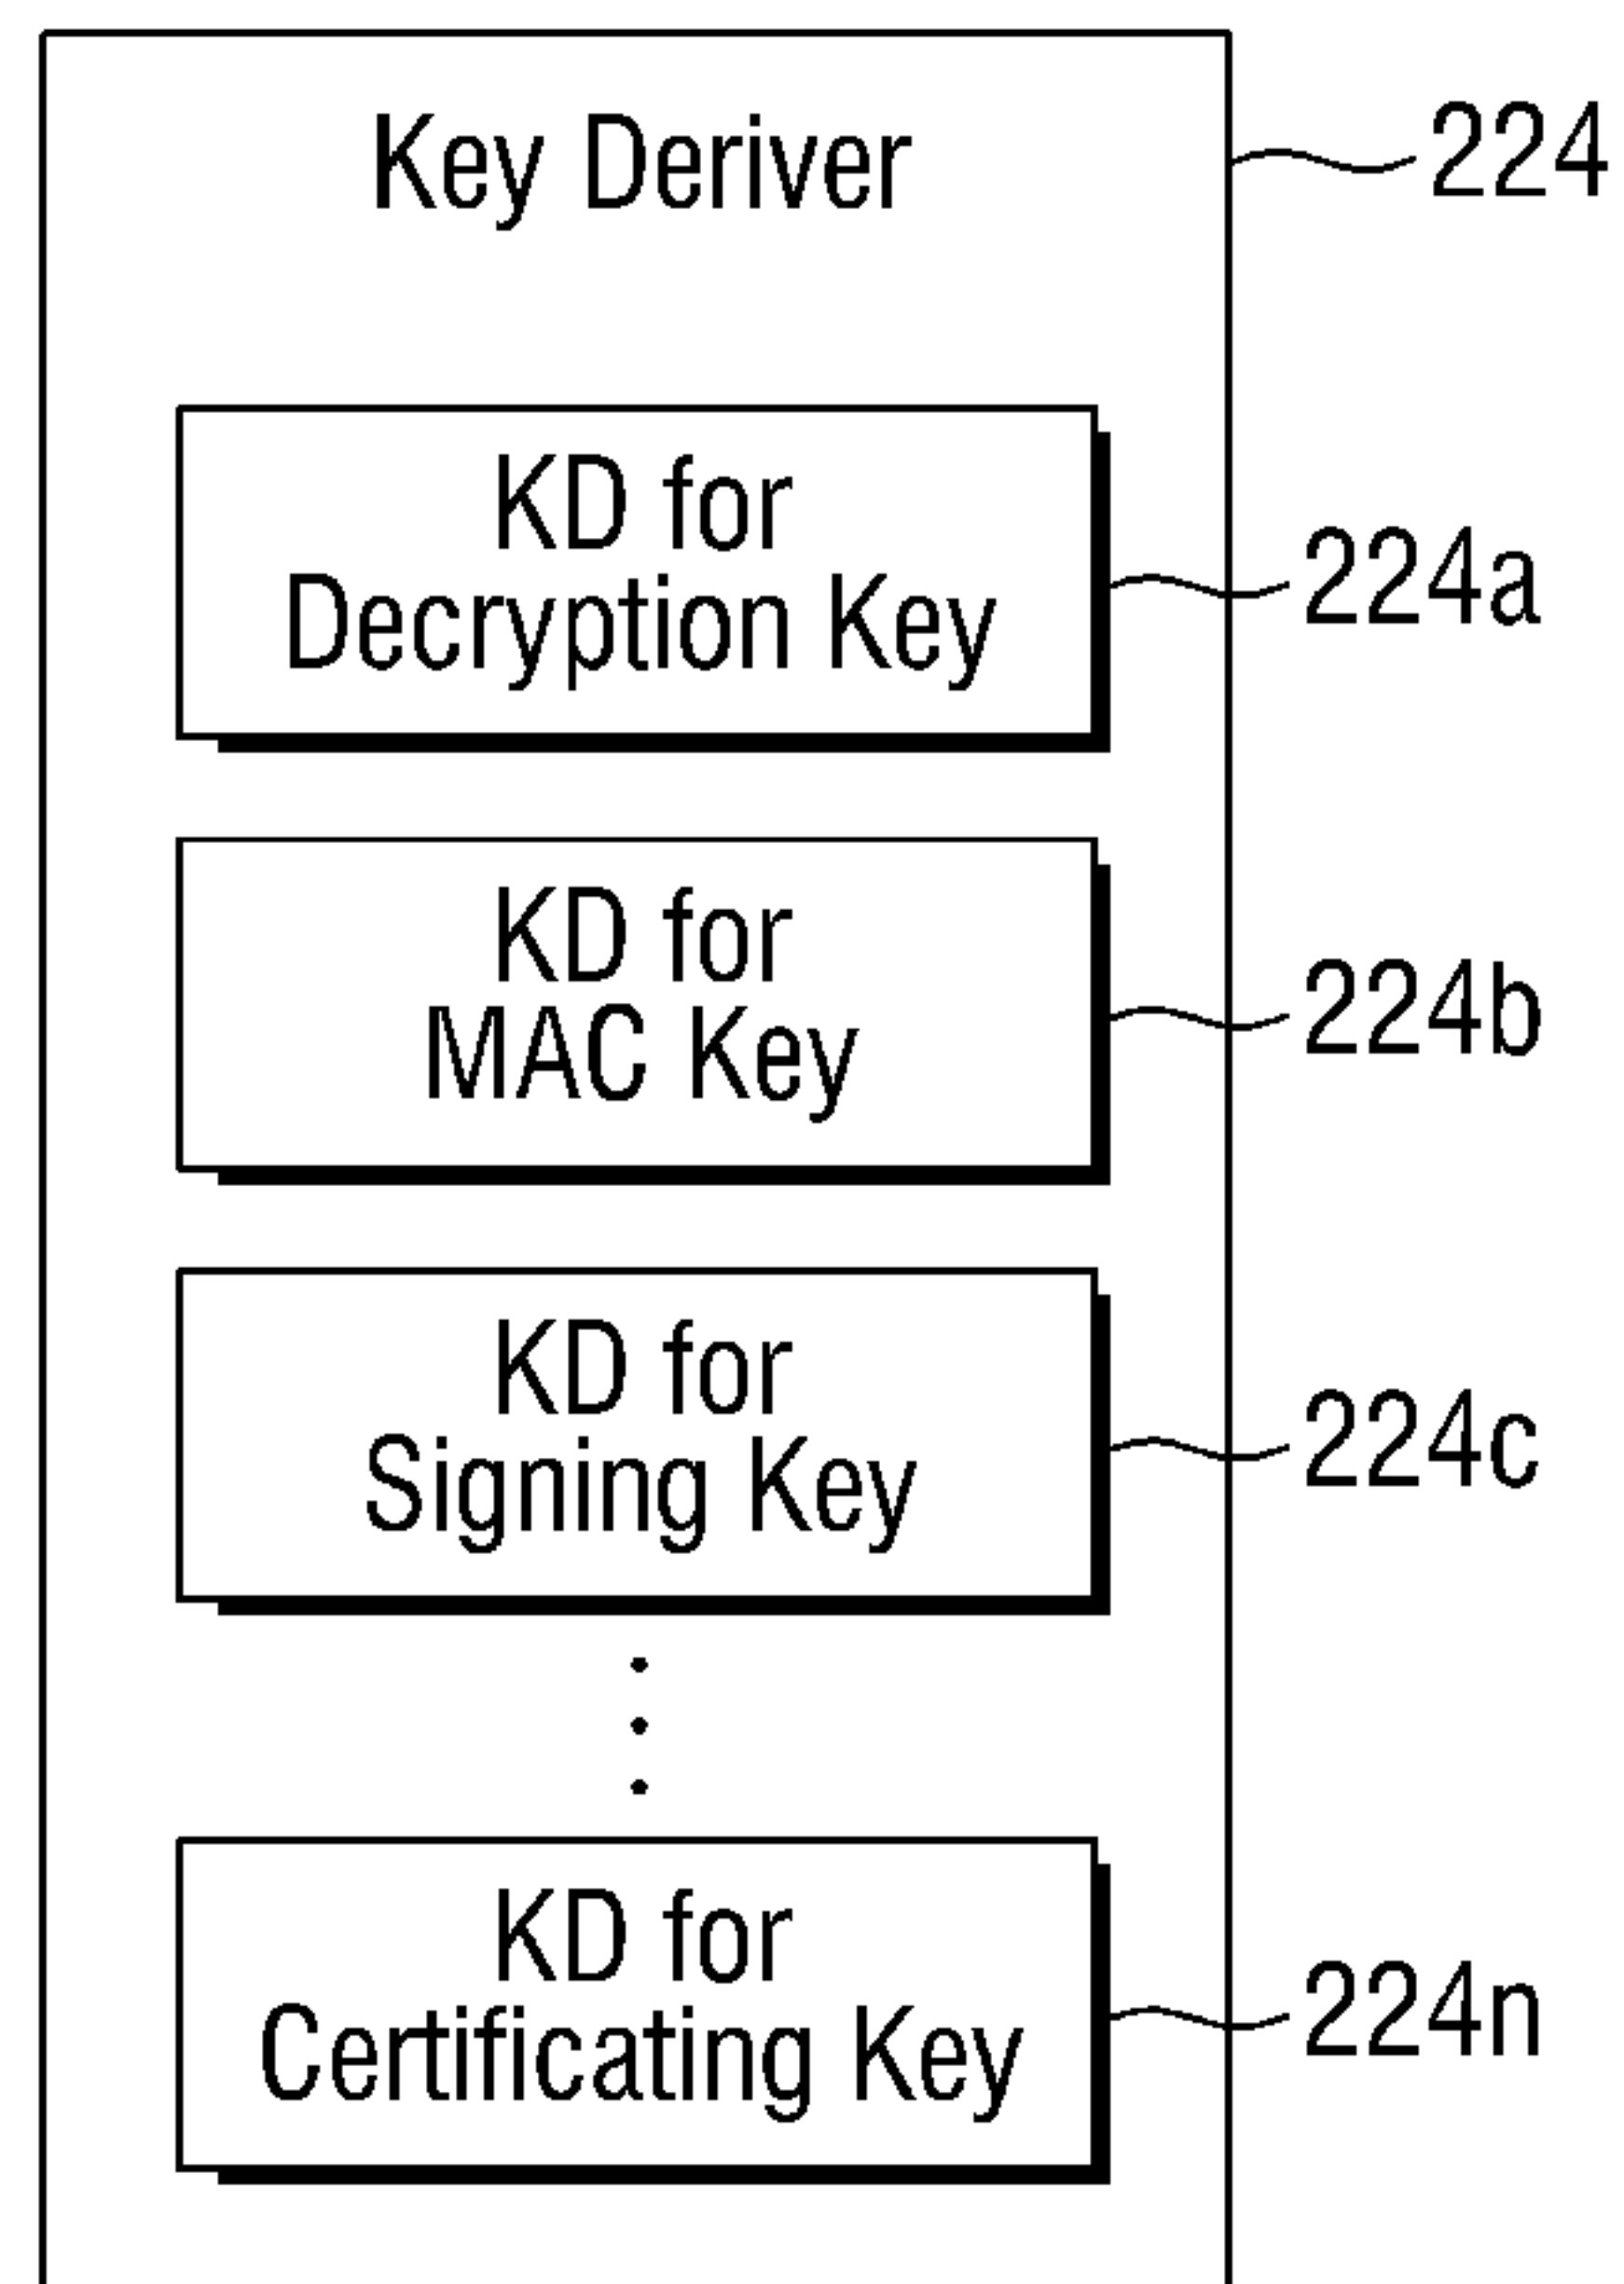 Key Deriver
224
KD for
Decryption Key
224a
KD for
MAC Key
224b
KD for
Signing Key
224c
KD for
Certificating Key
224n